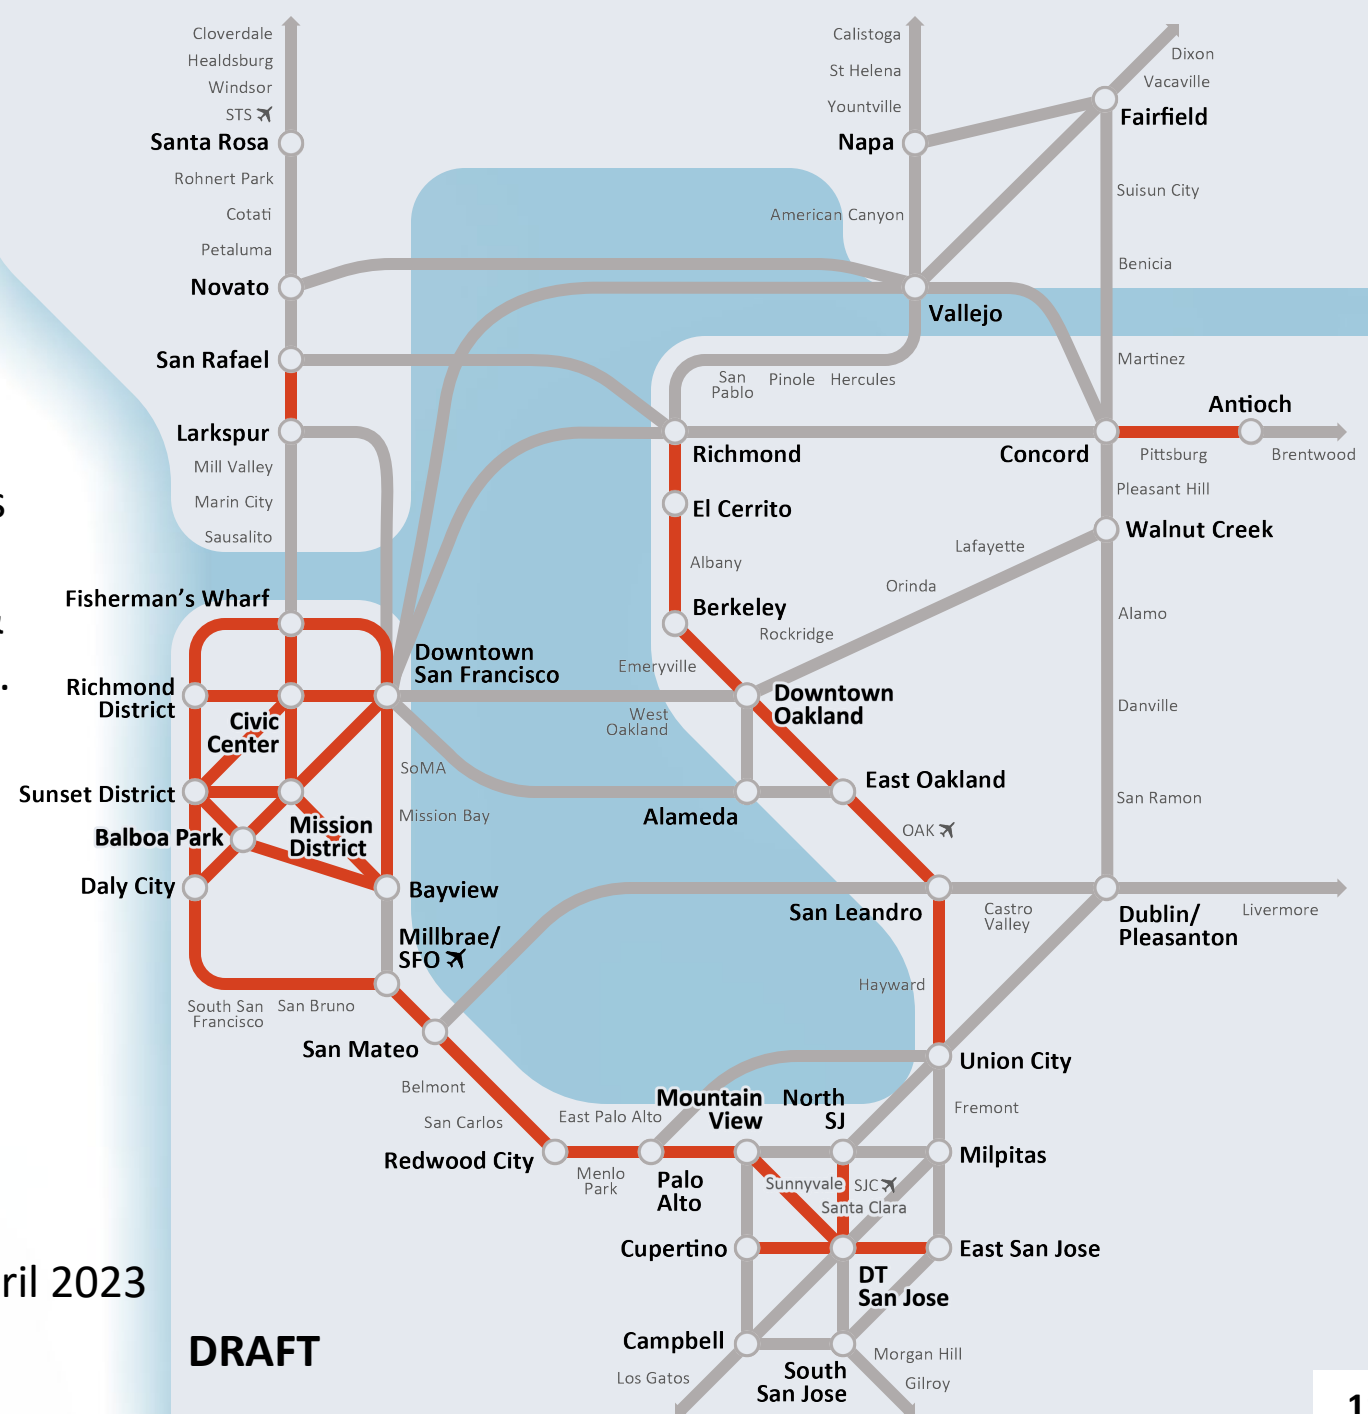 Cloverdale
Healdsburg
Windsor
STS
Santa Rosa
Rohnert Park
Cotati
Petaluma
Novato
San Rafael
Larkspur
Mill Valley
Marin City
Sausalito
Calistoga
St Helena
Yountville
Napa
American Canyon
Dixon
Vacaville
Fairfield
Suisun City
Benicia
Vallejo
Martinez
San
Pablo
Pinole
Hercules
Antioch
Richmond
Concord
Pittsburg
Brentwood
Pleasant Hill
El Cerrito
Walnut Creek
Lafayette
Albany
Orinda
Berkeley
Rockridge
Alamo
Emeryville
Fisherman's Wharf
Downtown
San Francisco
Richmond
District
Civic
Center
West
Oakland
Downtown
Oakland
Danville
SoMA
Sunset District
East Oakland
San Ramon
Mission Bay
Alameda
Mission
District
Balboa Park
OAK
Daly City
Bayview
San Leandro
Castro
Valley
Dublin/
Pleasanton
Livermore
Millbrae/
SFO
Hayward
South San
Francisco
San Bruno
San Mateo
Union City
Belmont
San Carlos
East Palo Alto
Mountain
View
North
SJ
Fremont
Redwood City
Menlo
Park
Palo
Alto
Milpitas
Sunnyvale
SJC
Santa Clara
Cupertino
East San Jose
DT
San Jose
ril 2023
DRAFT
Campbell
South
San Jose
Morgan Hill
Gilroy
Los Gatos
s
.
1